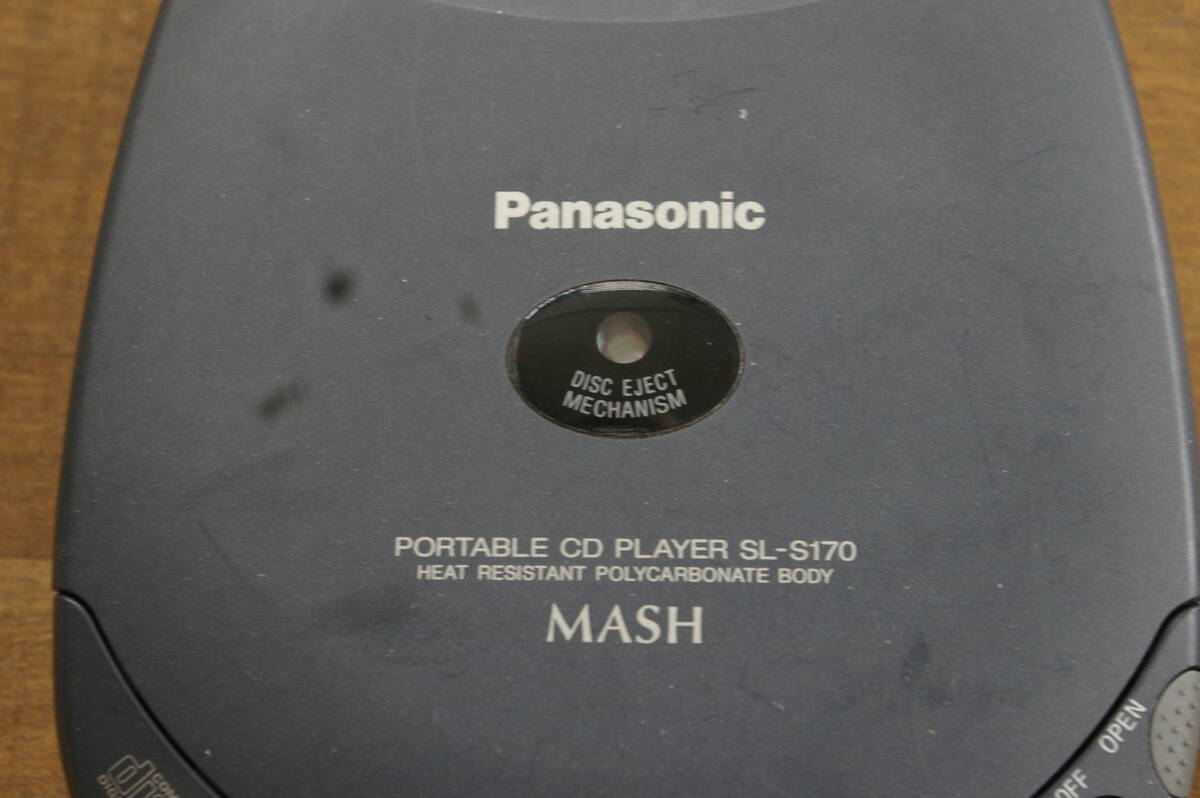 Panasonic
DISC EJECT
MECHANISM
PORTABLE CD PLAYER SL-S170
HEAT RESISTANT POLYCARBONATE BODY
MASH
OPEN
OFF